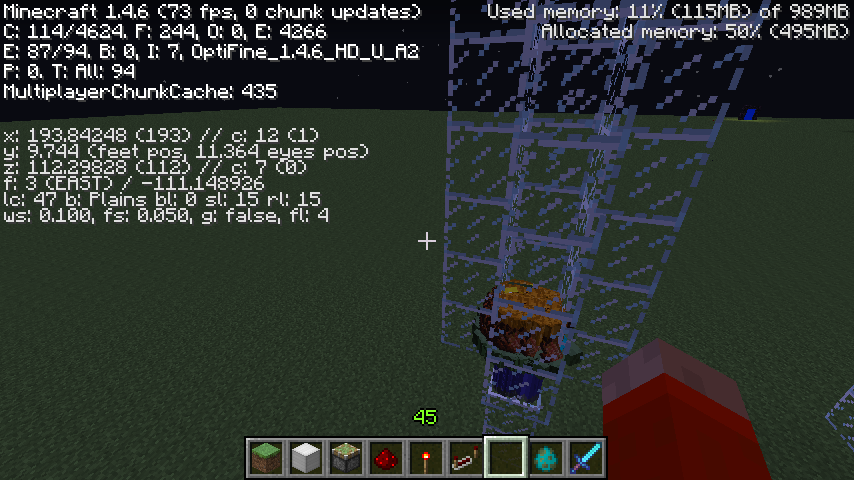 Minecraft 1.4.6 (73 fps, 0 chunk updates)
C: 114/4624, F: 244, O: 0, E: 4266
E: 87/94, B: 0, I: 7, OptiFine_1.4.6_HD_U_A2
P: 0, T: All: 94
MultiplayerChunkCache: 435
Used memory: 11% (115MB) of 989MB
Allocated memory: 50% (495MB)
x: 193.84248 (193) // c: 12 (1)
y: 9.744 (feet pos, 11.364 eyes pos)
z: 112.29828 (112) // c: 7 (0)
f: 3 (EAST) / -111.148926
lc: 47 b: Plains bl: 0 sl: 15 rl: 15
ws: 0.100, fs: 0.050, g: false, fl: 4
45